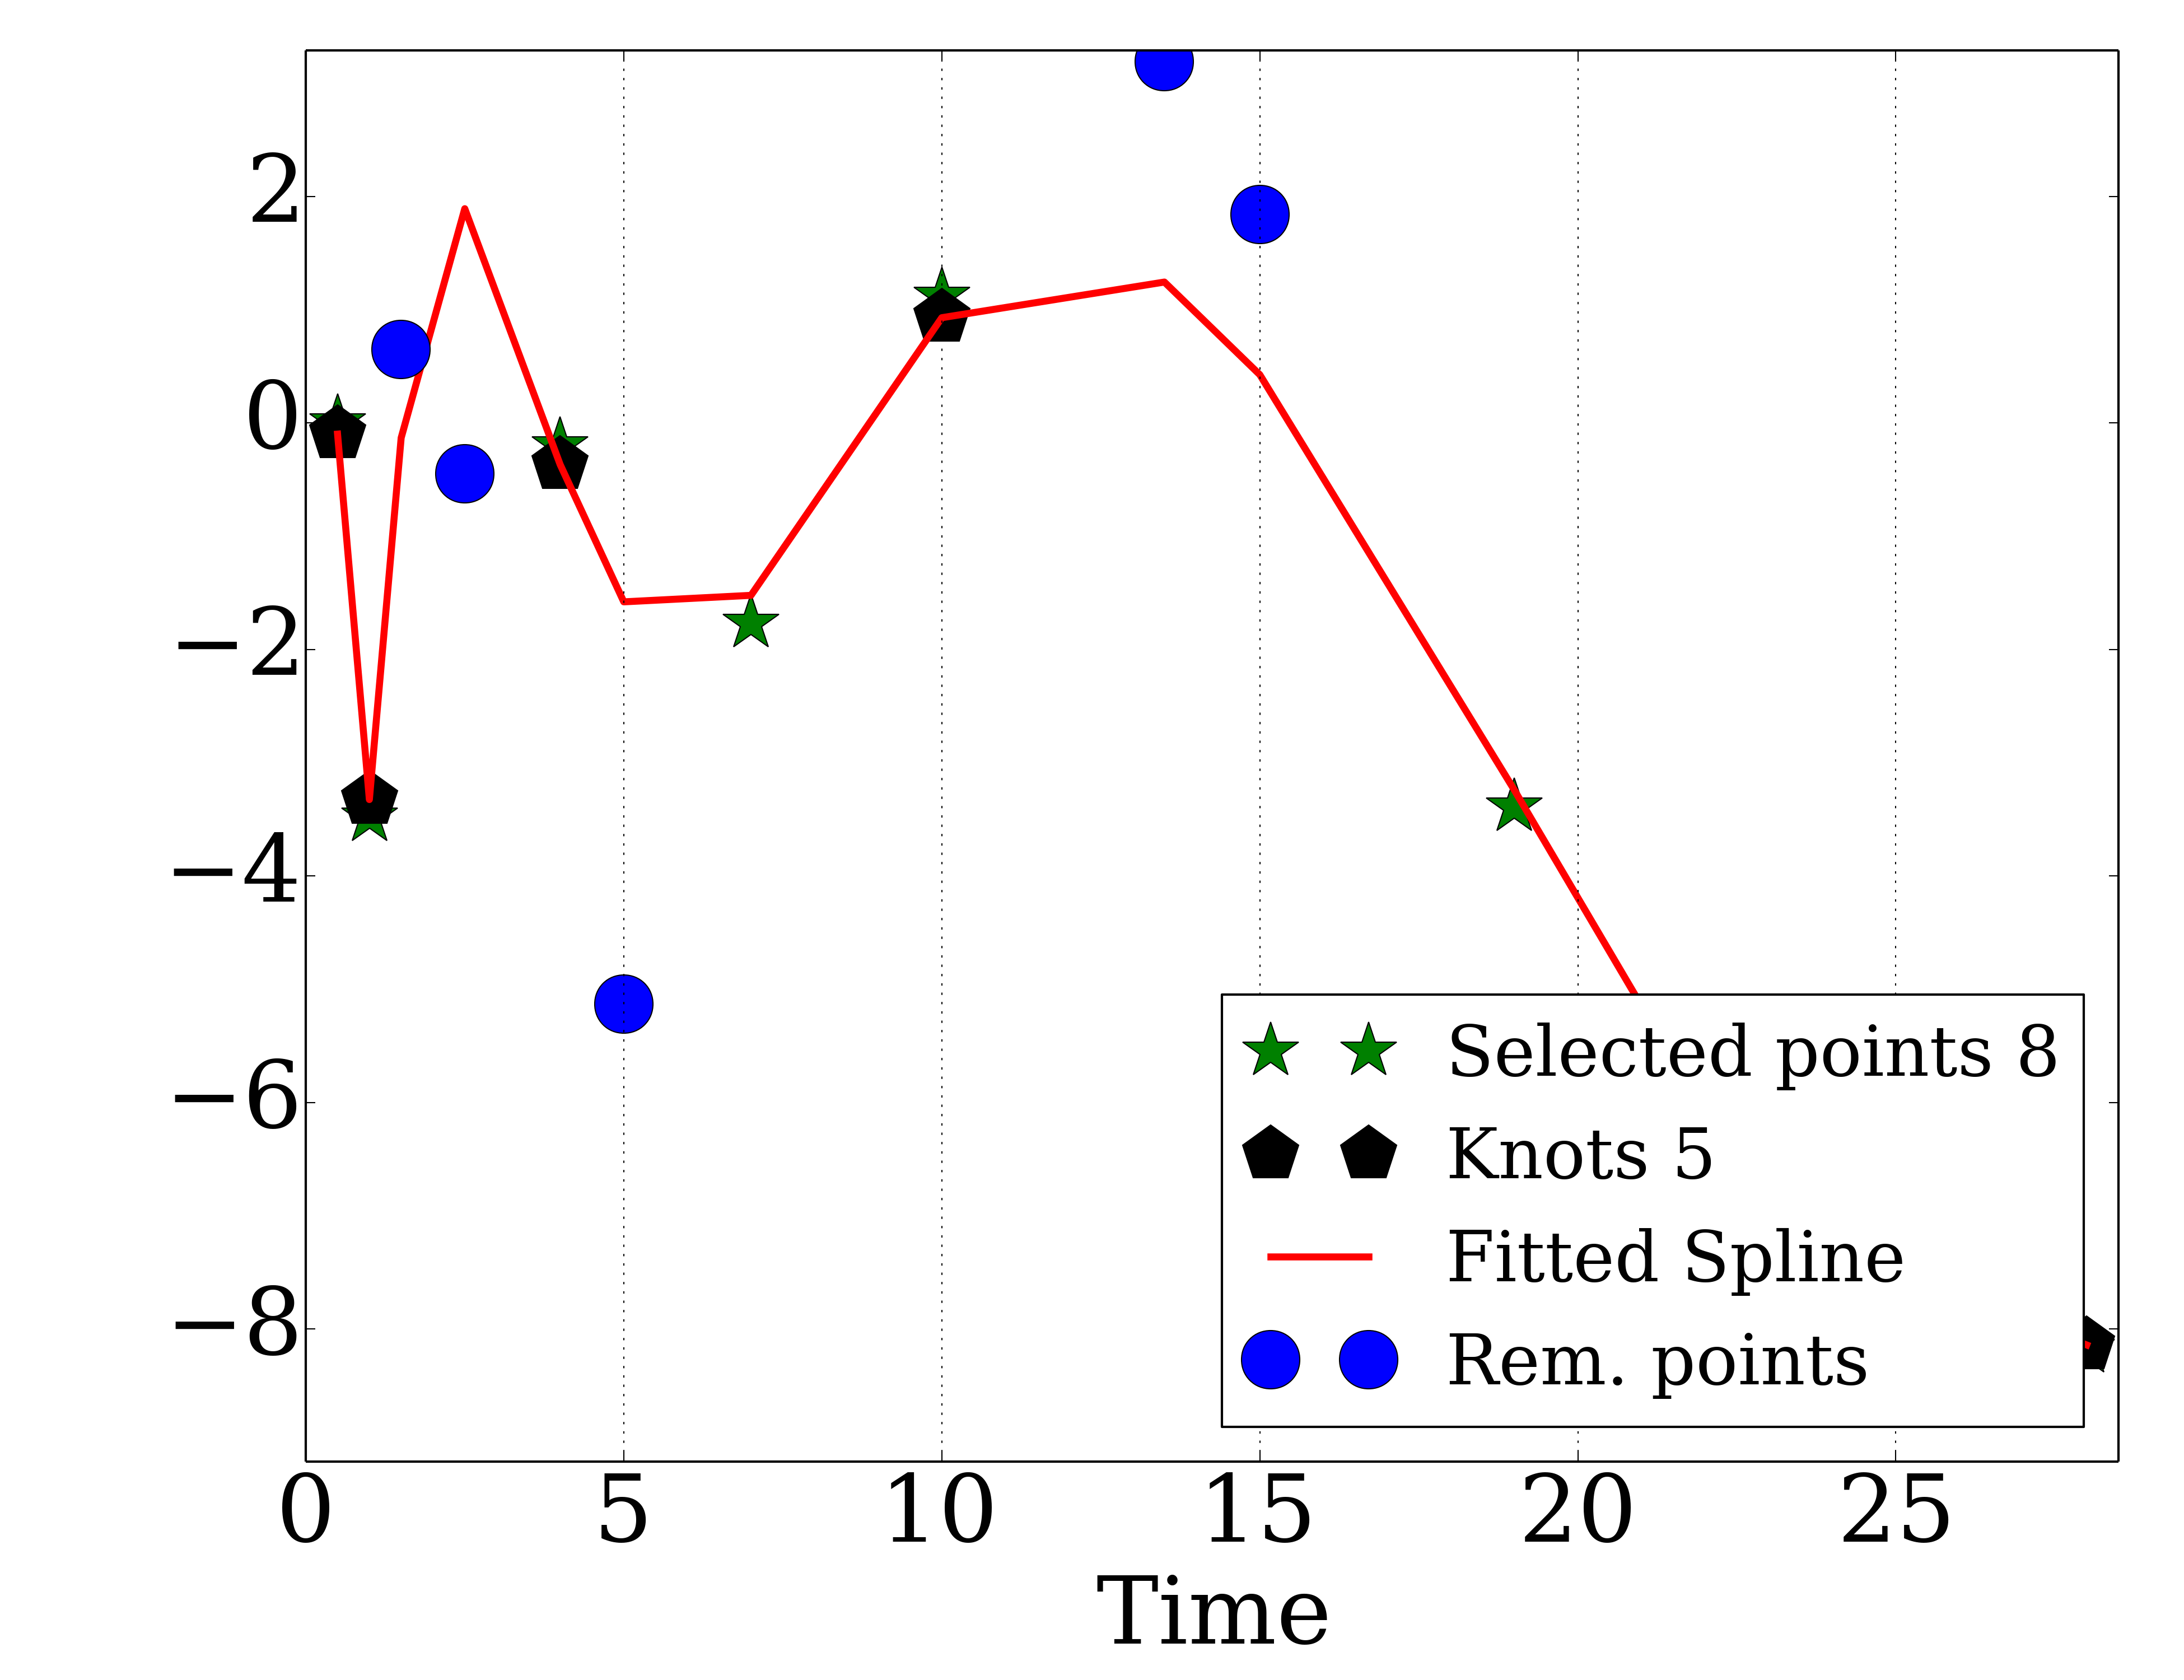 2
0
−2
−4
−6
−8
Selected points 8
Knots 5
Fitted Spline
Rem. points
0 5 10 15 20 25
Time